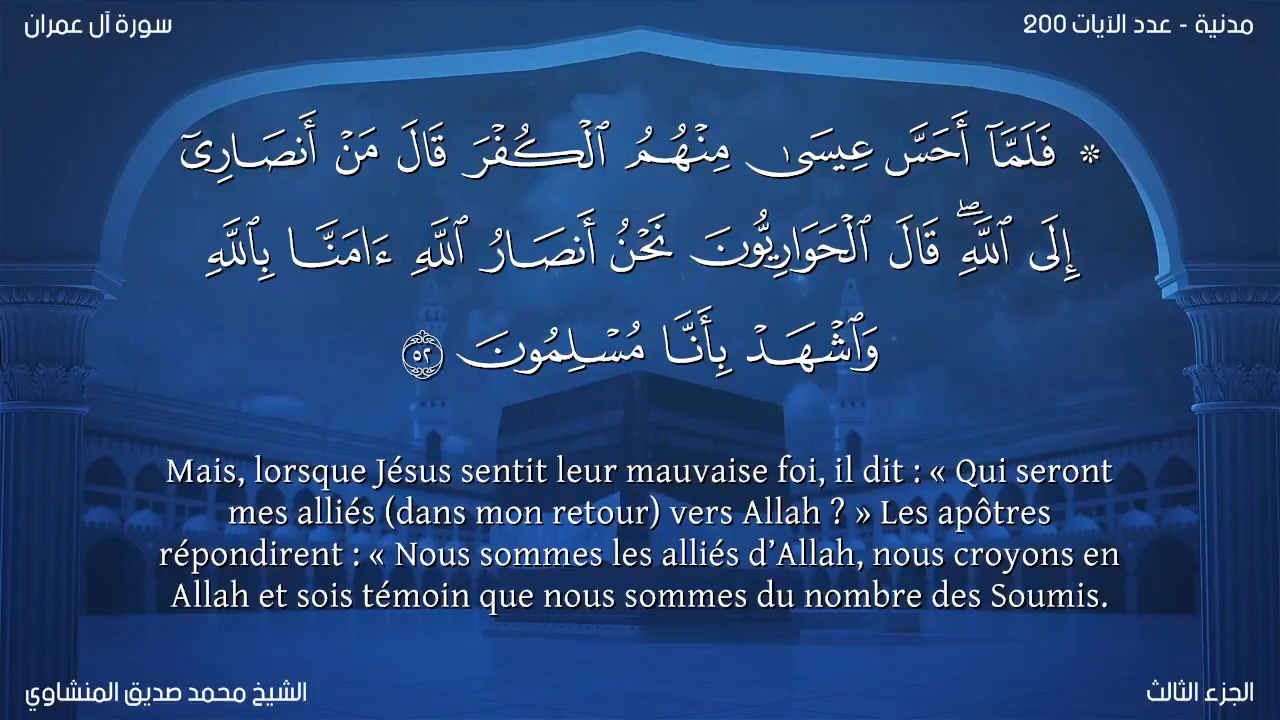 سورة آل عمران
مدنية - عدد الآيات 200
۞ فَلَمَّآ أَحَسَّ عِيسَىٰ مِنْهُمُ ٱلْكُفْرَ قَالَ مَنْ أَنصَارِىٓ
إِلَى ٱللَّهِ ۖ قَالَ ٱلْحَوَارِيُّونَ نَحْنُ أَنصَارُ ٱللَّهِ ءَامَنَّا بِٱللَّهِ
وَٱشْهَدْ بِأَنَّا مُسْلِمُونَ ٥٢
Mais, lorsque Jésus sentit leur mauvaise foi, il dit : « Qui seront
mes alliés (dans mon retour) vers Allah ? » Les apôtres
répondirent : « Nous sommes les alliés d’Allah, nous croyons en
Allah et sois témoin que nous sommes du nombre des Soumis.
الشيخ محمد صديق المنشاوي
الجزء الثالث